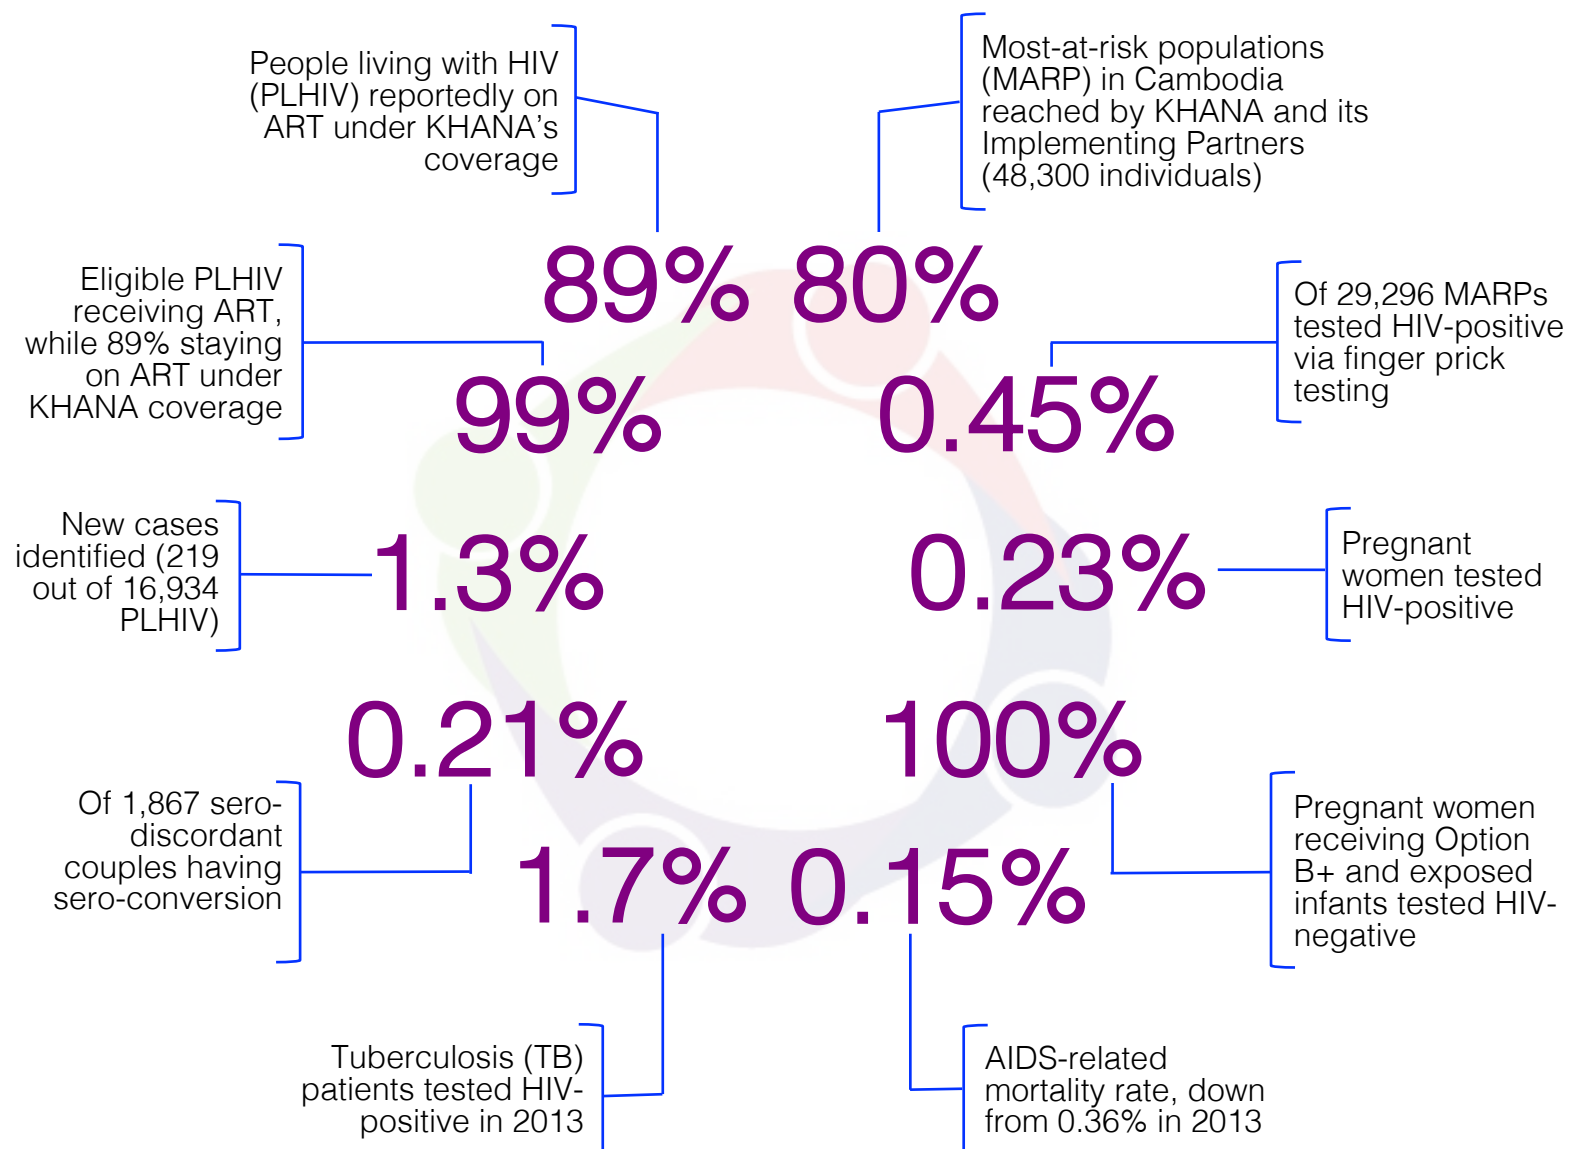 People living with HIV
(PLHIV) reportedly on
ART under KHANA's
coverage
89%
Most-at-risk populations
(MARP) in Cambodia
reached by KHANA and its
Implementing Partners
(48,300 individuals)
80%
Eligible PLHIV
receiving ART,
while 89% staying
on ART under
KHANA coverage
99%
Of 29,296 MARPs
tested HIV-positive
via finger prick
testing
0.45%
New cases
identified (219
out of 16,934
PLHIV)
1.3%
Pregnant
women tested
HIV-positive
0.23%
0.21%
Of 1,867 sero-
discordant
couples having
sero-conversion
100%
Pregnant women
receiving Option
B+ and exposed
infants tested HIV-
negative
1.7%
Tuberculosis (TB)
patients tested HIV-
positive in 2013
0.15%
AIDS-related
mortality rate, down
from 0.36% in 2013